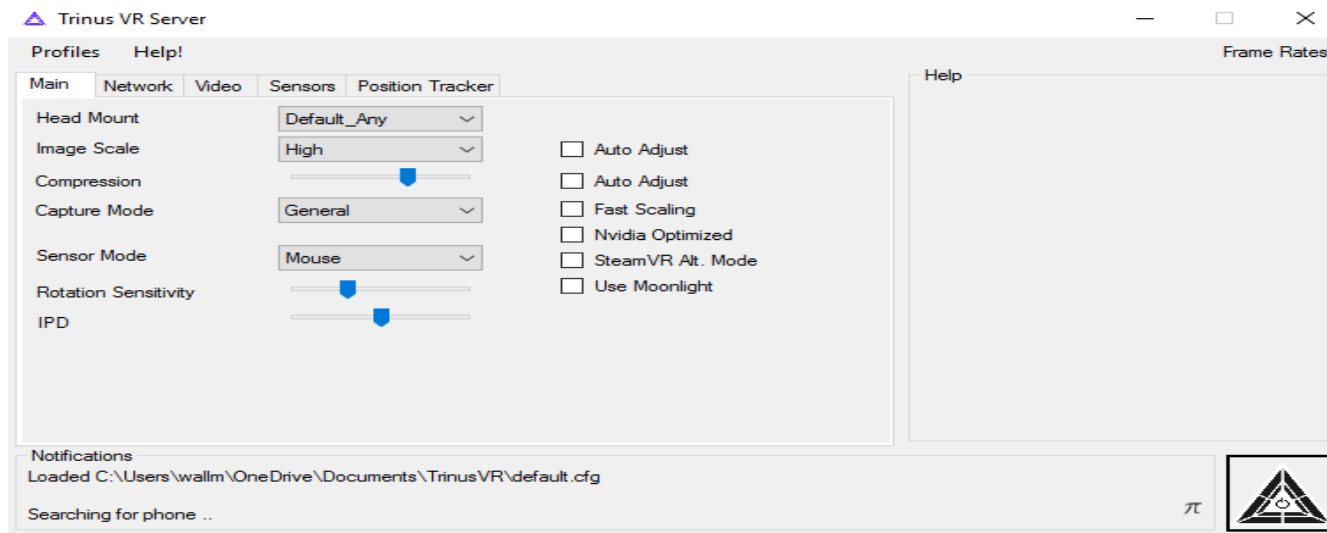 Trinus VR Server
Profiles Help! Frame Rates
Main Network Video Sensors Position Tracker
Help
Head Mount Default_Any
Image Scale High Auto Adjust
Compression Auto Adjust
Capture Mode General Fast Scaling
Nvidia Optimized
Sensor Mode Mouse SteamVR Alt. Mode
Rotation Sensitivity Use Moonlight
IPD
Notifications
Loaded C:\Users\wallm\OneDrive\Documents\TrinusVR\default.cfg
Searching for phone ..
π